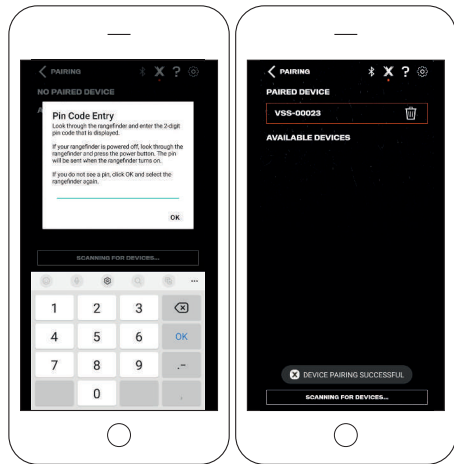 PAIRING
X ?
NO PAIRED DEVICE
A
Pin Code Entry
Look through the rangefinder and enter the 2-digit
pin code that is displayed.
If your rangefinder is powered off, look through the
rangefinder and press the power button. The pin
will be sent when the rangefinder turns on.
If you do not see a pin, click OK and select the
rangefinder again.
OK
SCANNING FOR DEVICES...
1 2 3
4 5 6 OK
7 8 9 .-
0 ,
PAIRING
X ?
PAIRED DEVICE
VSS-00023
AVAILABLE DEVICES
DEVICE PAIRING SUCCESSFUL
SCANNING FOR DEVICES...